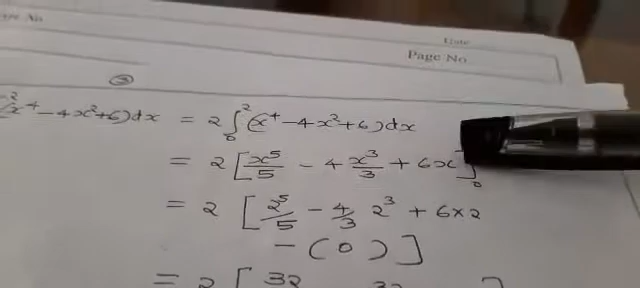 Date
Page No
③
x⁴ - 4x² + 6)dx = 2 ∫₀² (x⁴ - 4x² + 6)dx
= 2 [x⁵/5 - 4 x³/3 + 6x]₀
= 2 [2⁵/5 - 4/3 2³ + 6×2
- (0)]
= 2 [32